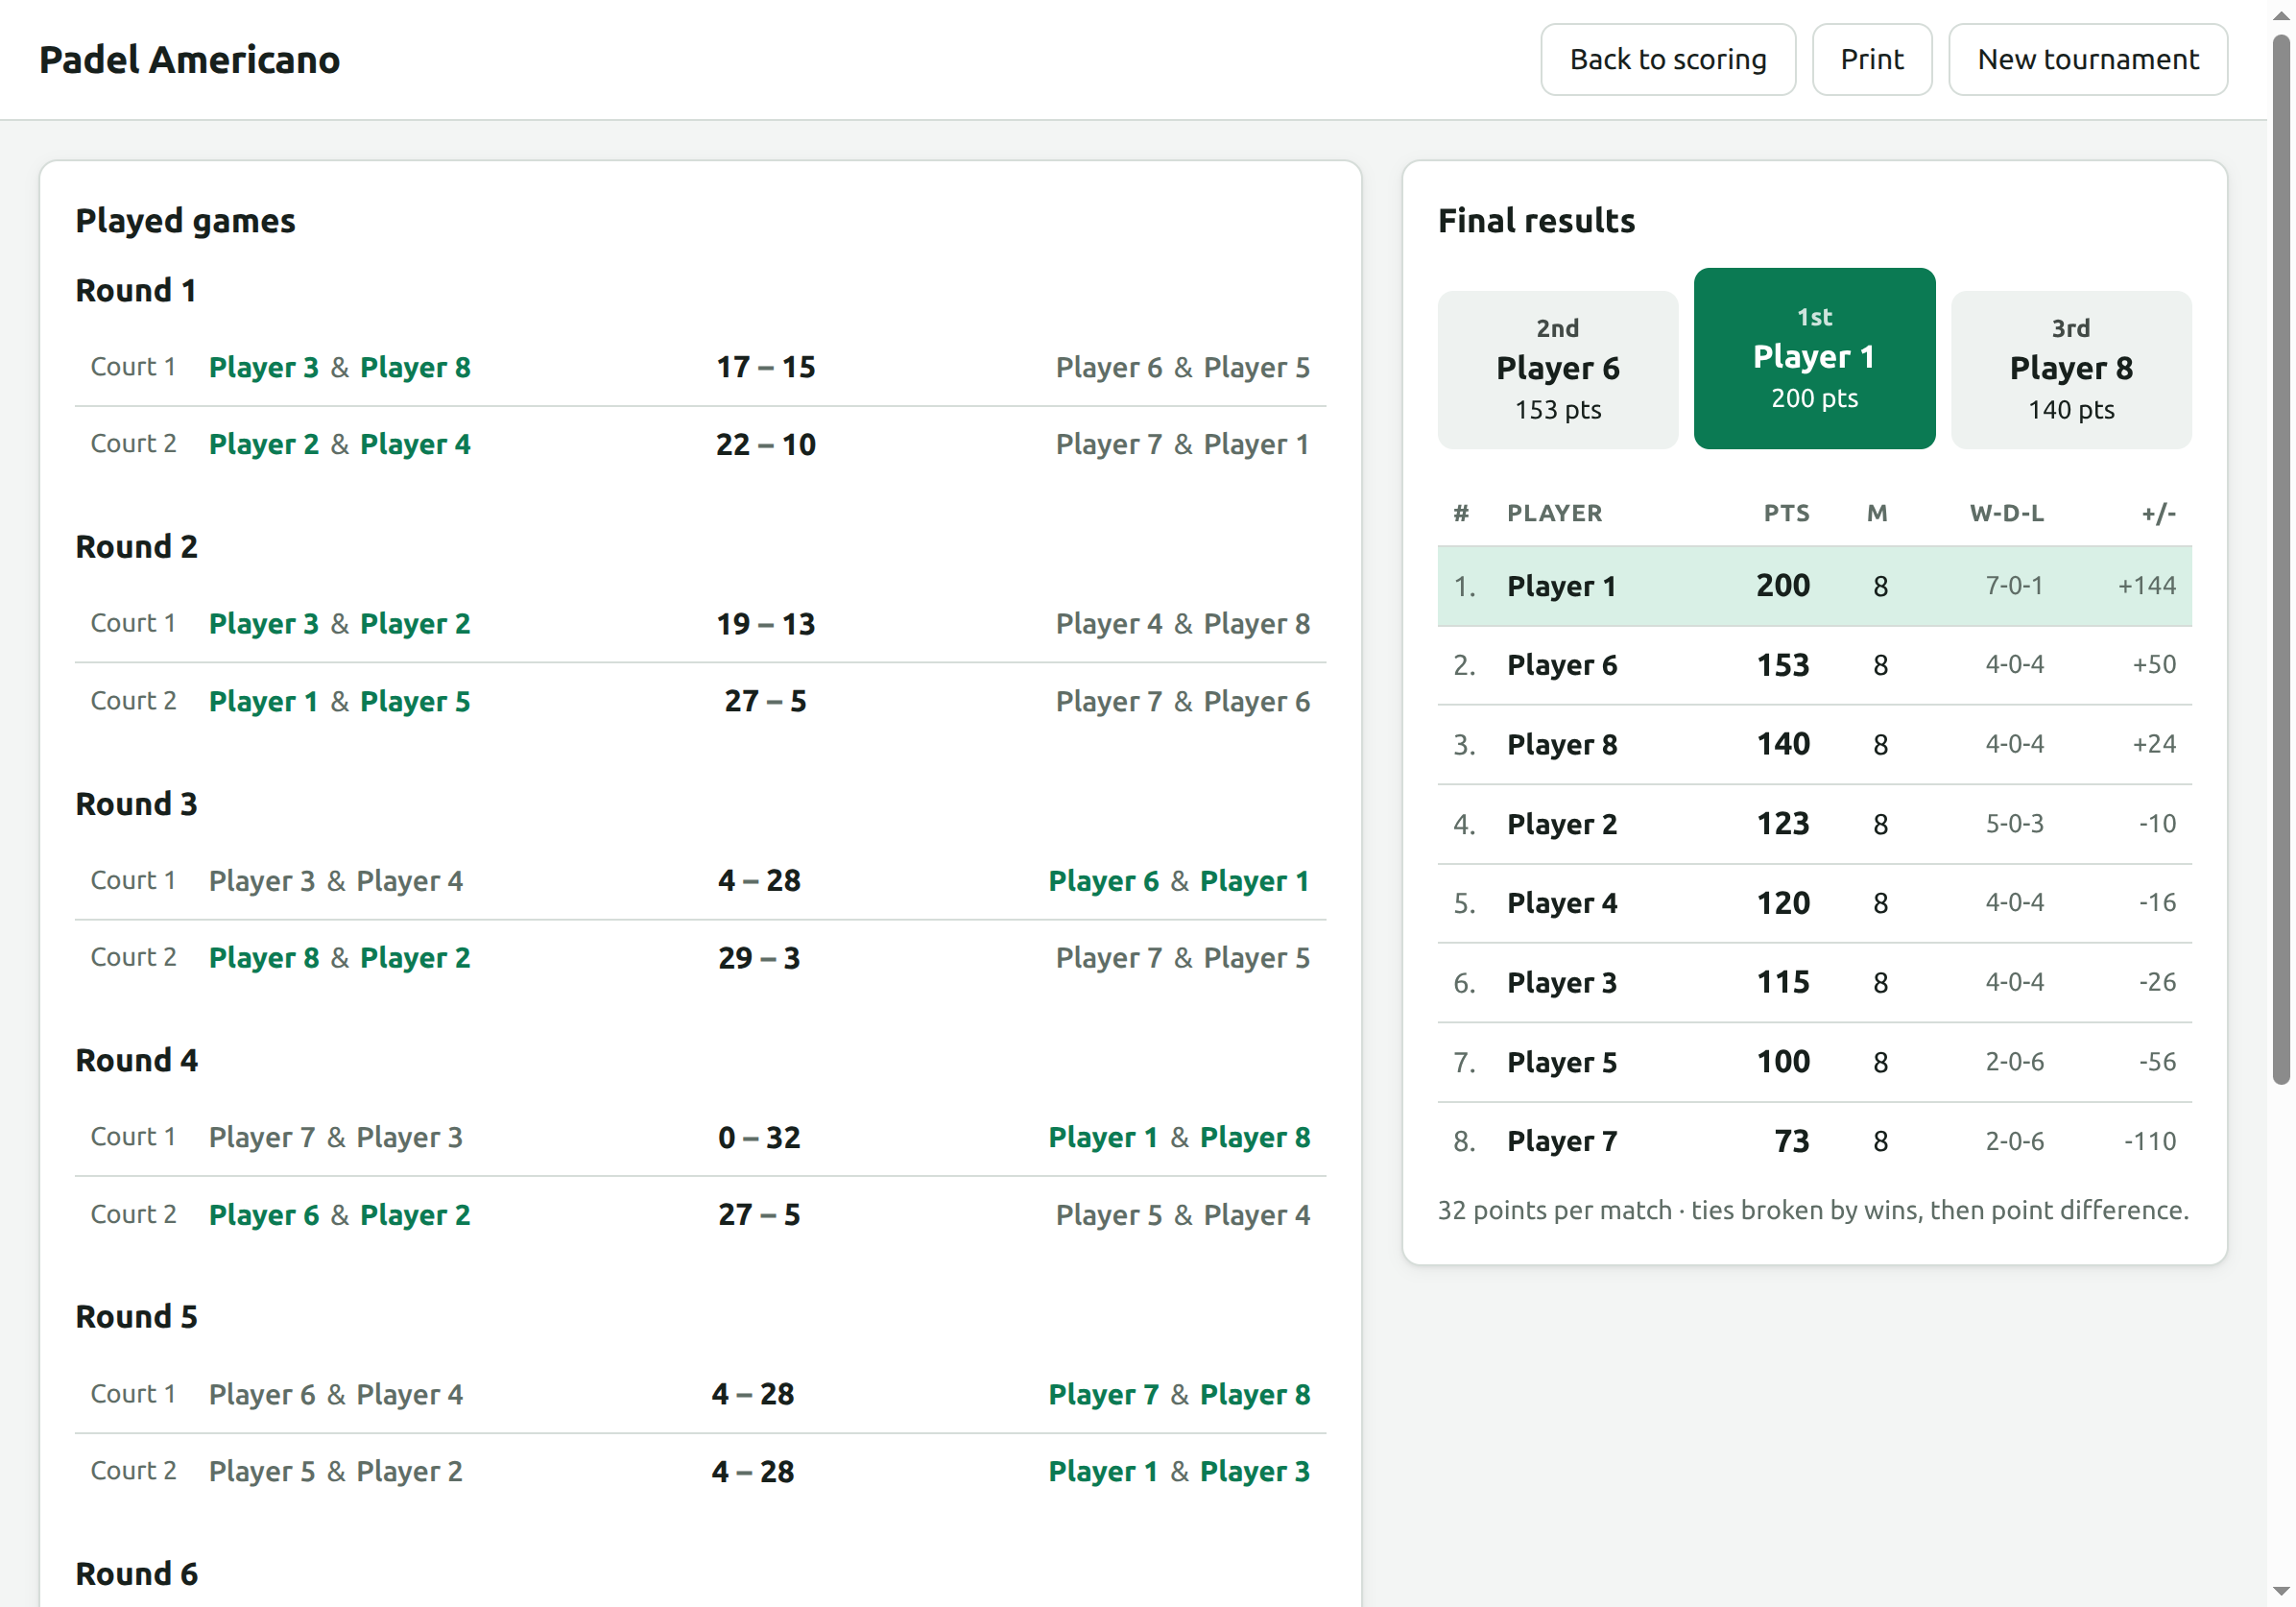 Padel Americano
Back to scoring
Print
New tournament
Played games
Round 1
Court 1 Player 3 & Player 8 17 – 15 Player 6 & Player 5
Court 2 Player 2 & Player 4 22 – 10 Player 7 & Player 1
Round 2
Court 1 Player 3 & Player 2 19 – 13 Player 4 & Player 8
Court 2 Player 1 & Player 5 27 – 5 Player 7 & Player 6
Round 3
Court 1 Player 3 & Player 4 4 – 28 Player 6 & Player 1
Court 2 Player 8 & Player 2 29 – 3 Player 7 & Player 5
Round 4
Court 1 Player 7 & Player 3 0 – 32 Player 1 & Player 8
Court 2 Player 6 & Player 2 27 – 5 Player 5 & Player 4
Round 5
Court 1 Player 6 & Player 4 4 – 28 Player 7 & Player 8
Court 2 Player 5 & Player 2 4 – 28 Player 1 & Player 3
Round 6
Final results
2nd
Player 6
153 pts
1st
Player 1
200 pts
3rd
Player 8
140 pts
# PLAYER PTS M W-D-L +/-
1. Player 1 200 8 7-0-1 +144
2. Player 6 153 8 4-0-4 +50
3. Player 8 140 8 4-0-4 +24
4. Player 2 123 8 5-0-3 -10
5. Player 4 120 8 4-0-4 -16
6. Player 3 115 8 4-0-4 -26
7. Player 5 100 8 2-0-6 -56
8. Player 7 73 8 2-0-6 -110
32 points per match · ties broken by wins, then point difference.